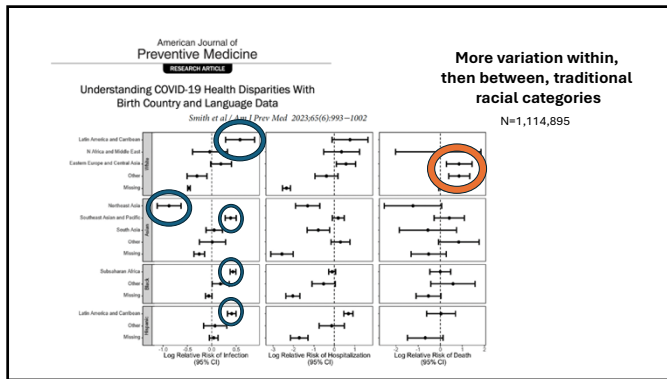 American Journal of
Preventive Medicine
RESEARCH ARTICLE
Understanding COVID-19 Health Disparities With
Birth Country and Language Data
Smith et al / Am J Prev Med 2023;65(6):993−1002
More variation within,
then between, traditional
racial categories
N=1,114,895
White
Latin America and Caribbean
N Africa and Middle East
Eastern Europe and Central Asia
Other
Missing
Asian
Northeast Asia
Southeast Asian and Pacific
South Asia
Other
Missing
Black
Subsaharan Africa
Other
Missing
Hispanic
Latin America and Caribbean
Other
Missing
-1.0 -0.5 0.0 0.5
-3 -2 -1 0 1
-2 -1 0 1 2
Log Relative Risk of Infection
(95% CI)
Log Relative Risk of Hospitalization
(95% CI)
Log Relative Risk of Death
(95% CI)